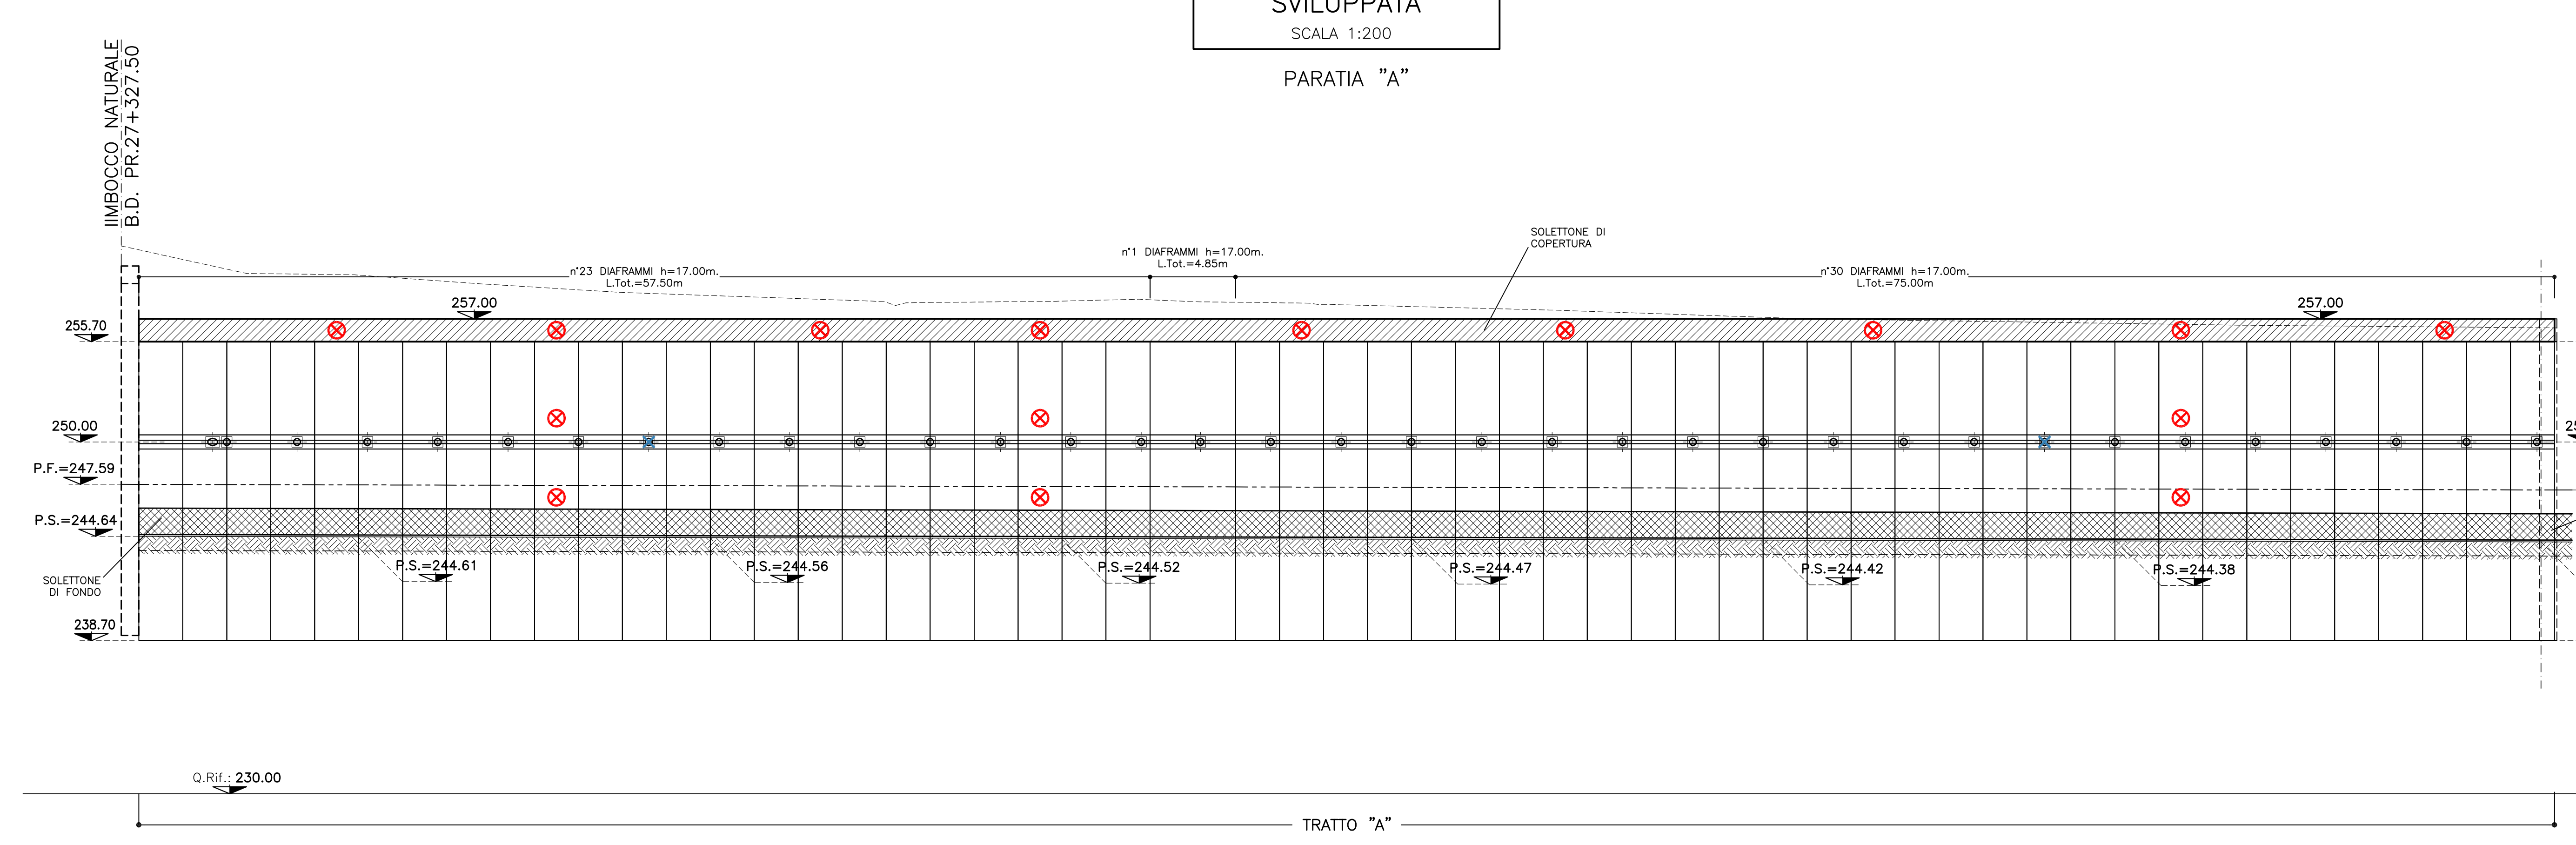 SVILUPPATA
SCALA 1:200
PARATIA "A"
IIMBOCCO NATURALE
B.D. PR.27+327.50
n°23 DIAFRAMMI h=17.00m.
L.Tot.=57.50m
n°1 DIAFRAMMI h=17.00m.
L.Tot.=4.85m
n°30 DIAFRAMMI h=17.00m.
L.Tot.=75.00m
SOLETTONE DI
COPERTURA
257.00
257.00
255.70
250.00
P.F.=247.59
P.S.=244.64
P.S.=244.61
P.S.=244.56
P.S.=244.52
P.S.=244.47
P.S.=244.42
P.S.=244.38
SOLETTONE
DI FONDO
238.70
Q.Rif.: 230.00
TRATTO "A"